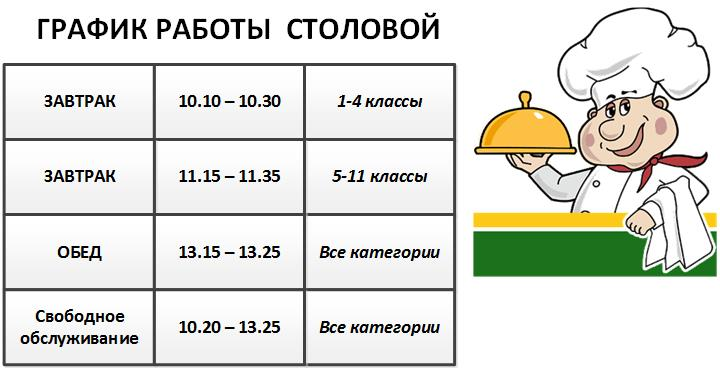 ГРАФИК РАБОТЫ СТОЛОВОЙ
ЗАВТРАК 10.10 – 10.30 1-4 классы
ЗАВТРАК 11.15 – 11.35 5-11 классы
ОБЕД 13.15 – 13.25 Все категории
Свободное
обслуживание 10.20 – 13.25 Все категории